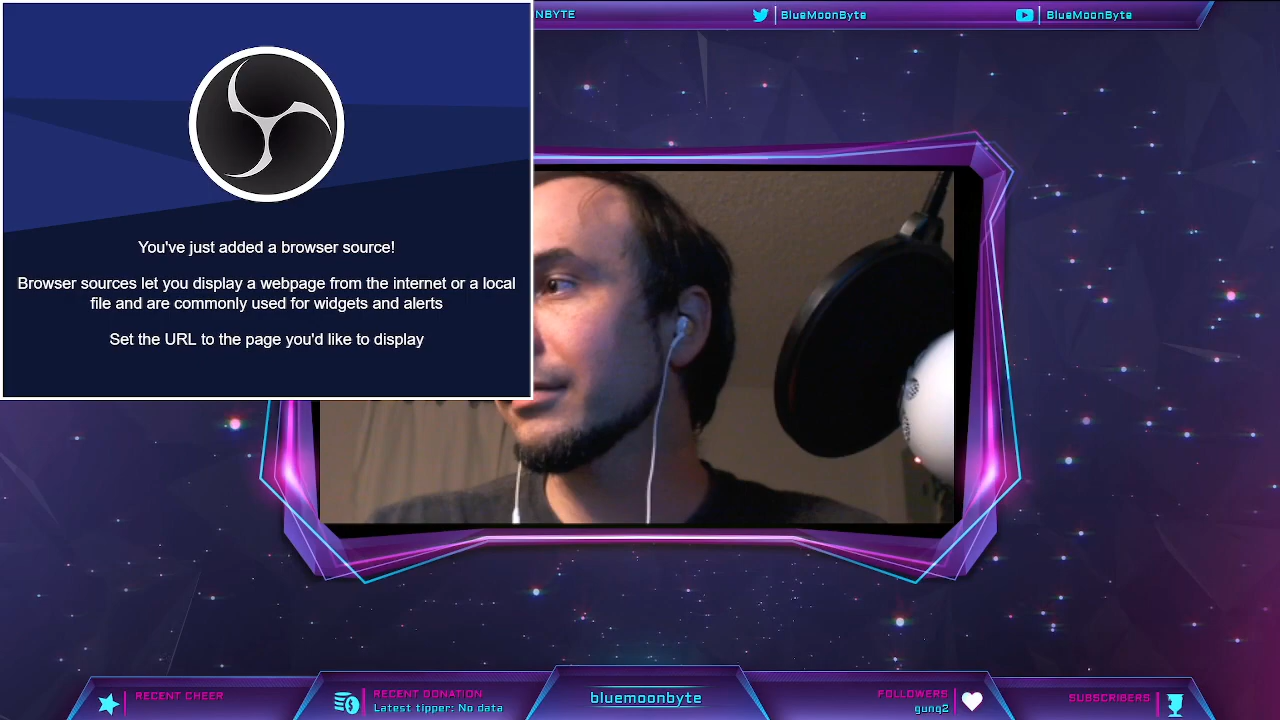 NBYTE
BlueMoonByte
BlueMoonByte
You've just added a browser source!
Browser sources let you display a webpage from the internet or a local
file and are commonly used for widgets and alerts
Set the URL to the page you'd like to display
RECENT CHEER
RECENT DONATION
Latest tipper: No data
bluemoonbyte
FOLLOWERS
gung2
SUBSCRIBERS